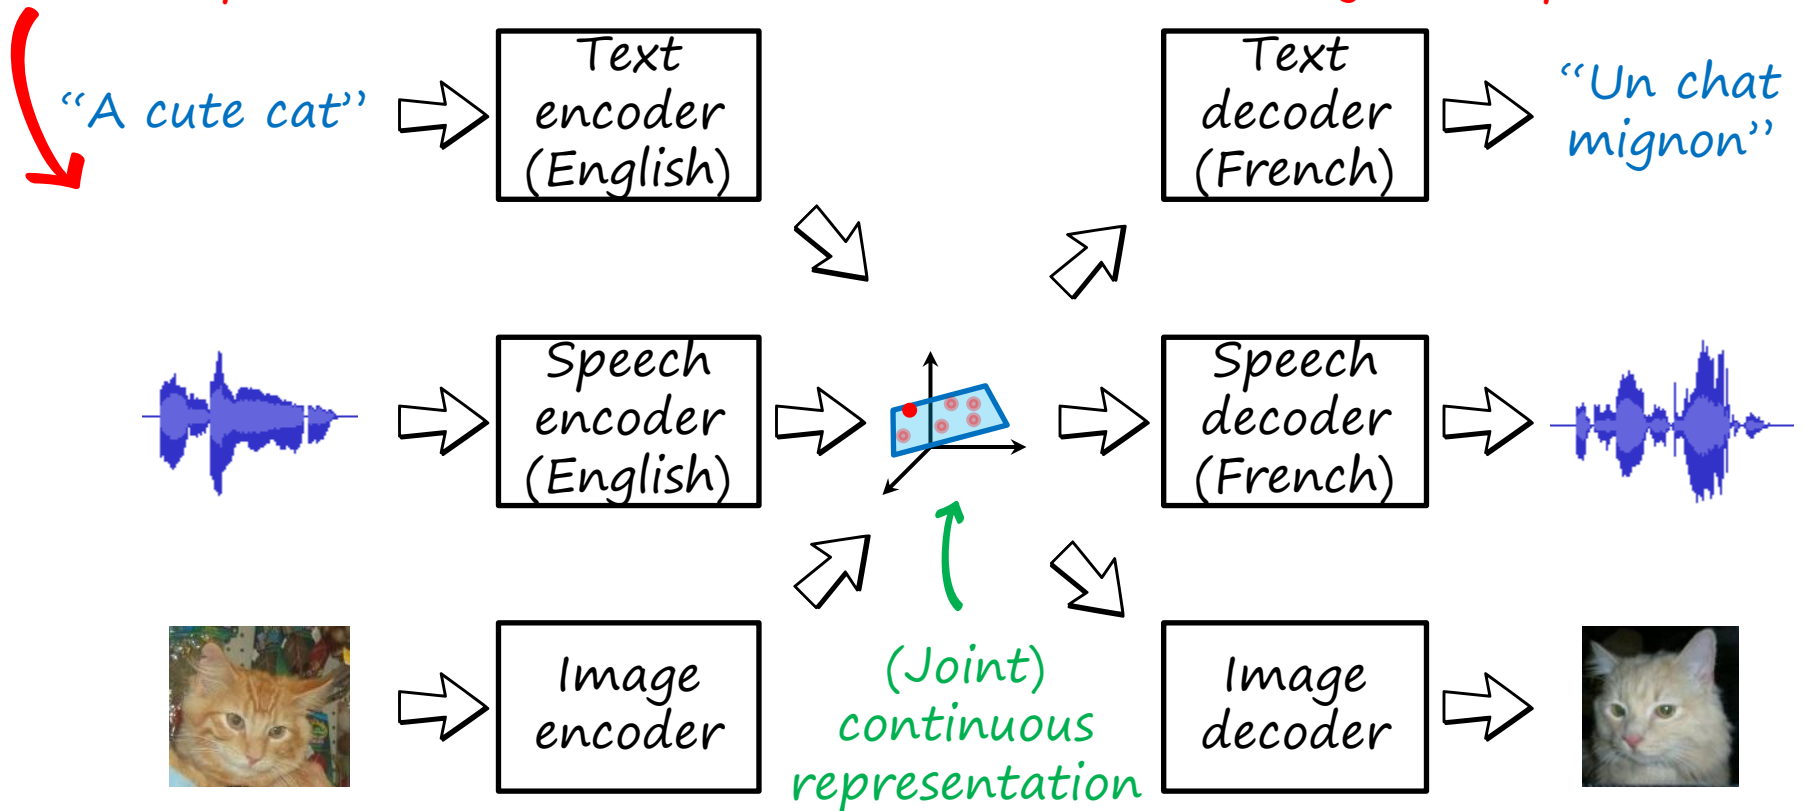 “A cute cat”
Text
encoder
(English)
Text
decoder
(French)
“Un chat
mignon”
Speech
encoder
(English)
Speech
decoder
(French)
Image
encoder
(Joint)
continuous
representation
Image
decoder